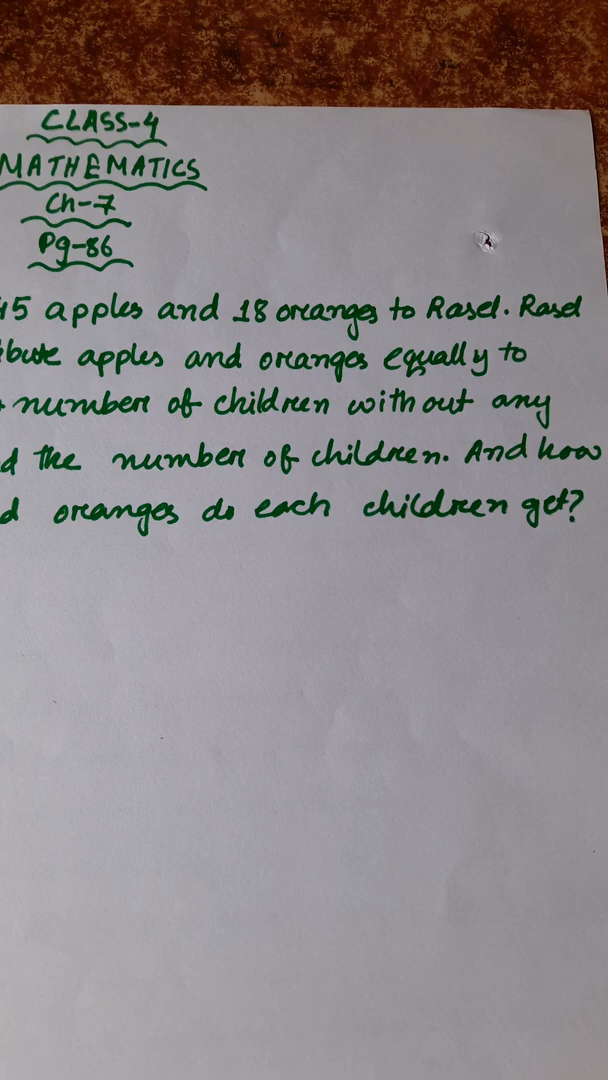 CLASS-4
MATHEMATICS
Ch-7
Pg-86
5 apples and 18 oranges to Rasel. Rasel
apples and oranges equally to
number of children without any
the number of children. And how
oranges do each children get?